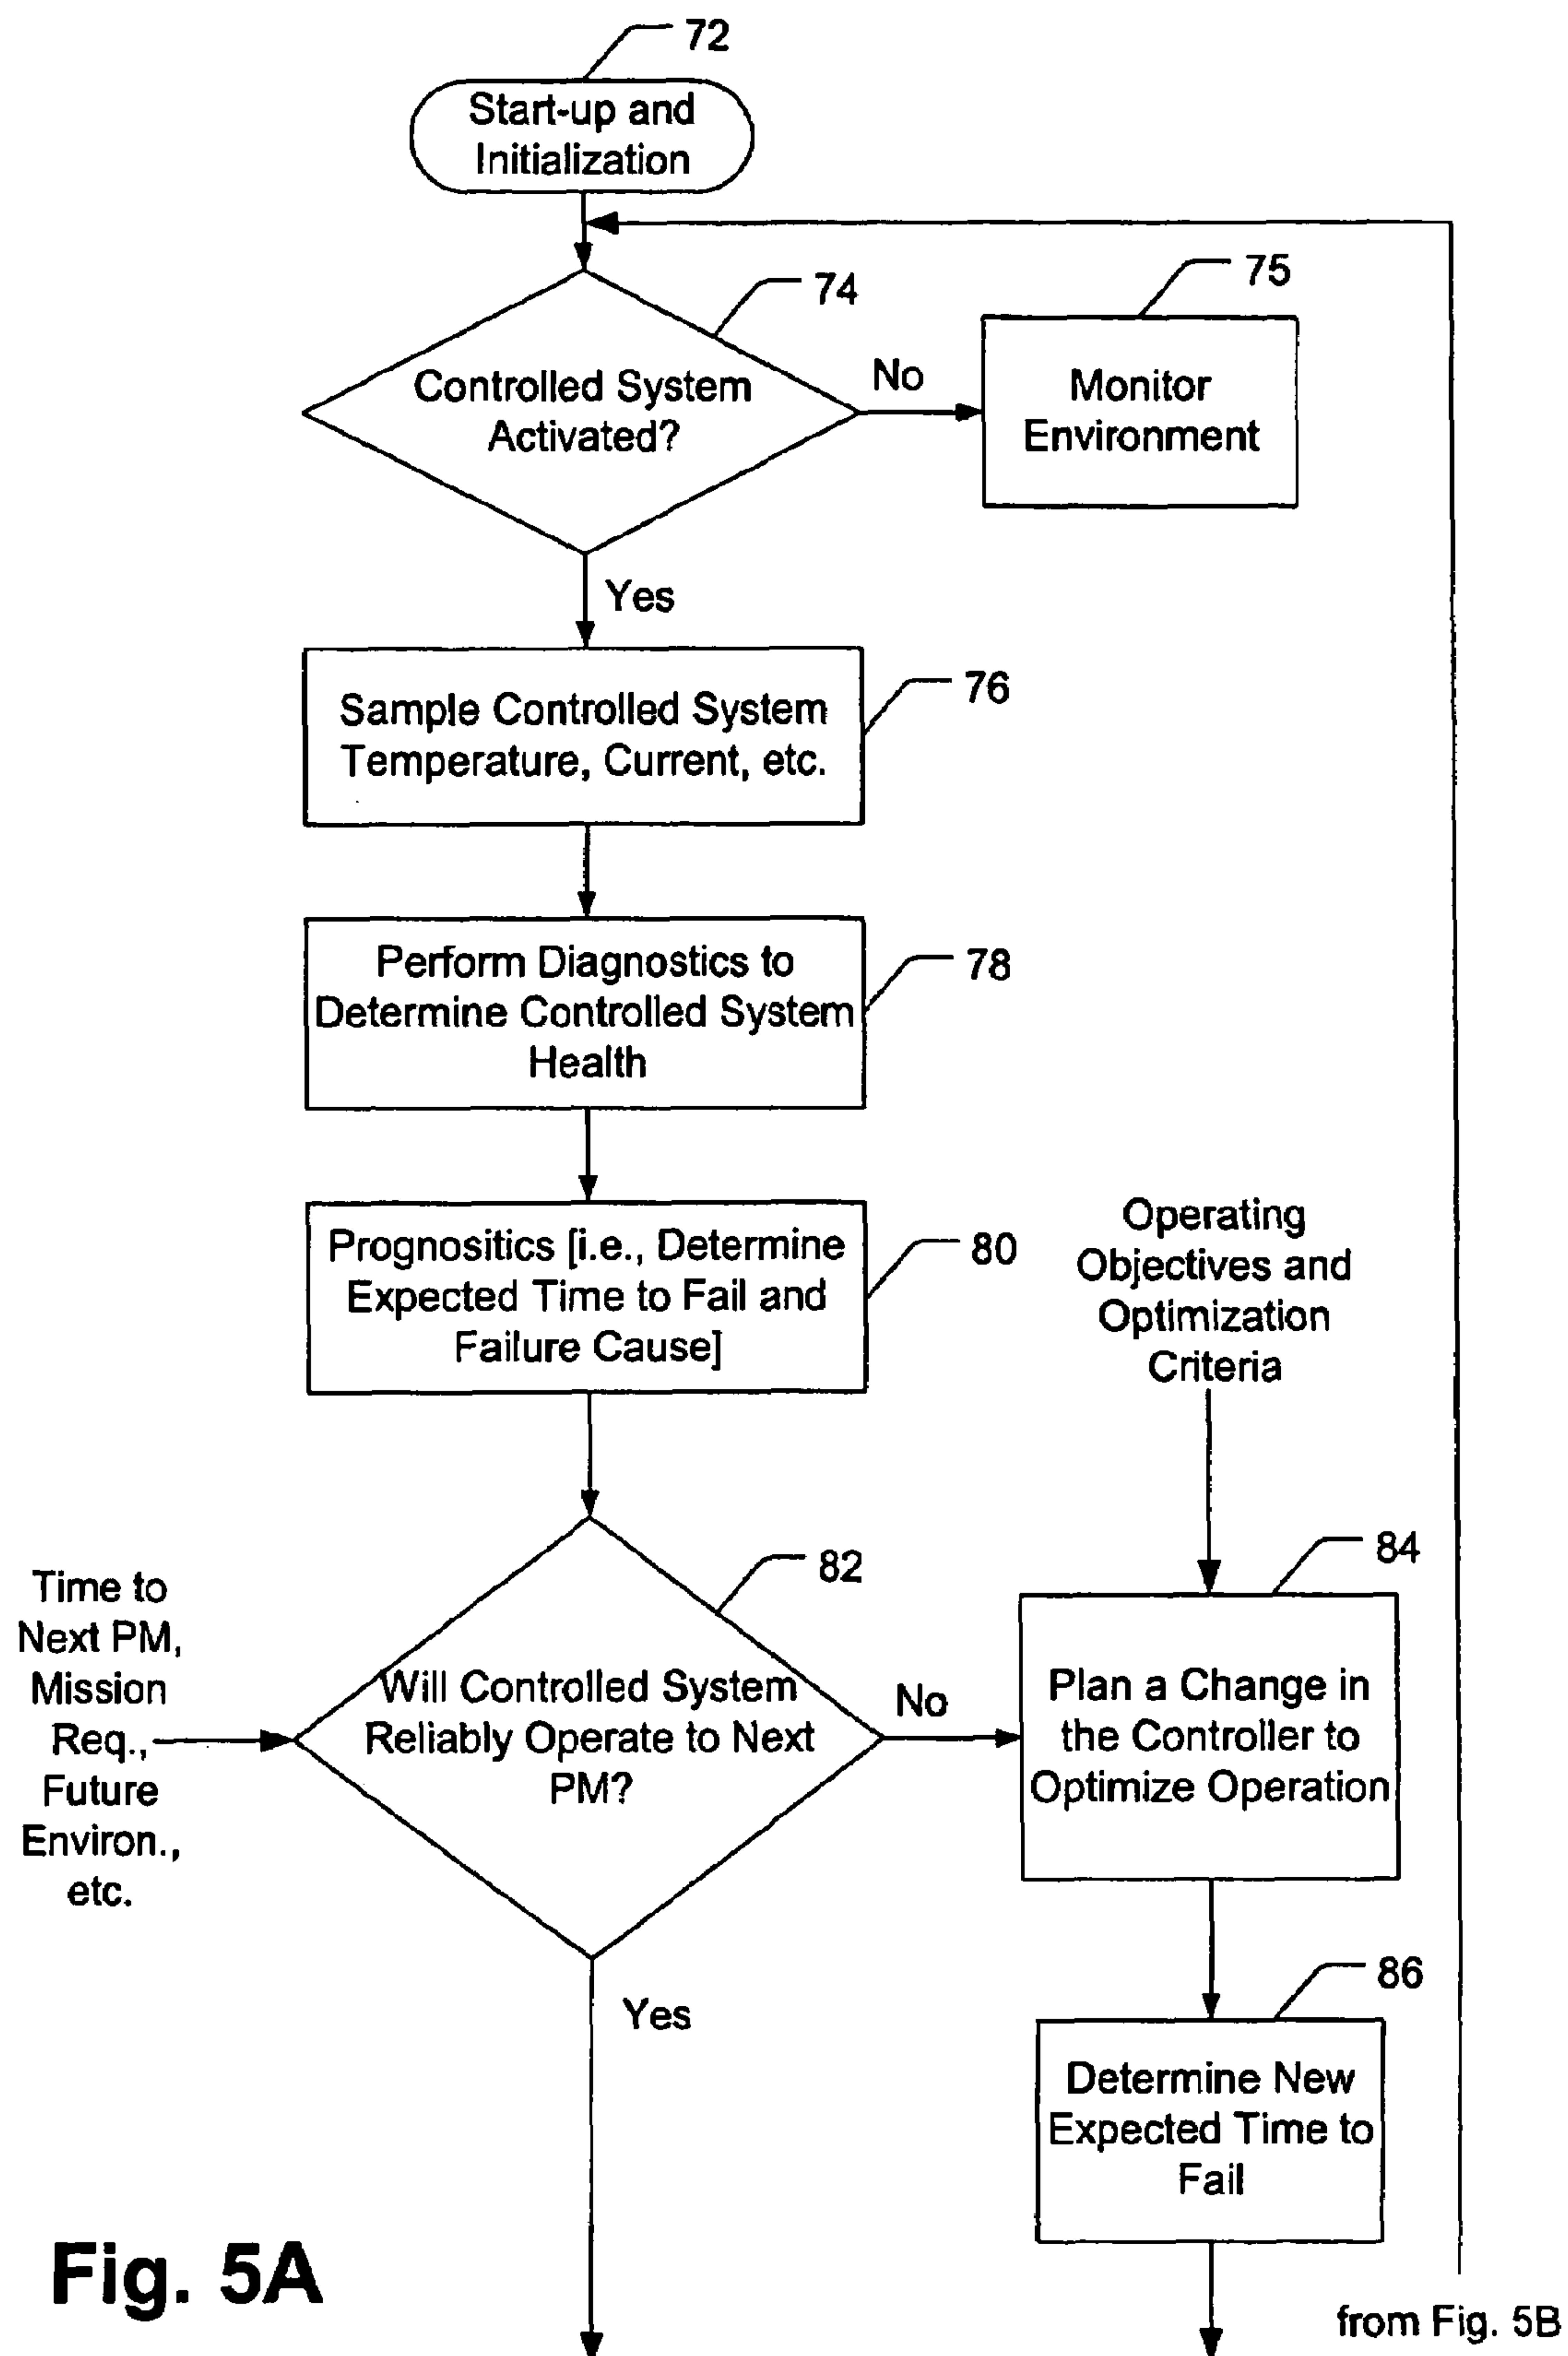 72
Start-up and
Initialization
74
Controlled System
Activated?
No
75
Monitor
Environment
Yes
76
Sample Controlled System
Temperature, Current, etc.
78
Perform Diagnostics to
Determine Controlled System
Health
80
Prognositics [i.e., Determine
Expected Time to Fail and
Failure Cause]
Operating
Objectives and
Optimization
Criteria
Time to
Next PM,
Mission
Req.,
Future
Environ.,
etc.
82
Will Controlled System
Reliably Operate to Next
PM?
No
84
Plan a Change in
the Controller to
Optimize Operation
Yes
86
Determine New
Expected Time to
Fail
Fig. 5A
from Fig. 5B